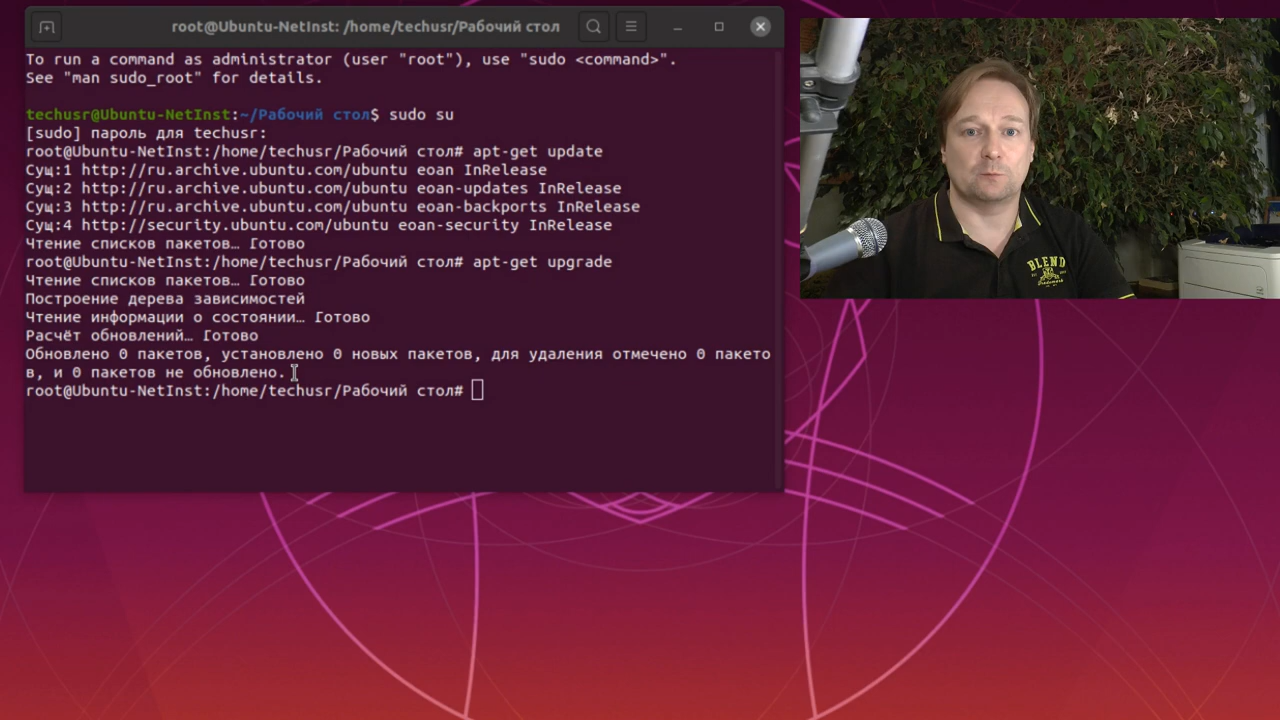 root@Ubuntu-NetInst: /home/techusr/Рабочий стол
To run a command as administrator (user "root"), use "sudo <command>".
See "man sudo_root" for details.
techusr@Ubuntu-NetInst:~/Рабочий стол$ sudo su
[sudo] пароль для techusr:
root@Ubuntu-NetInst:/home/techusr/Рабочий стол# apt-get update
Сущ:1 http://ru.archive.ubuntu.com/ubuntu eoan InRelease
Сущ:2 http://ru.archive.ubuntu.com/ubuntu eoan-updates InRelease
Сущ:3 http://ru.archive.ubuntu.com/ubuntu eoan-backports InRelease
Сущ:4 http://security.ubuntu.com/ubuntu eoan-security InRelease
Чтение списков пакетов… Готово
root@Ubuntu-NetInst:/home/techusr/Рабочий стол# apt-get upgrade
Чтение списков пакетов… Готово
Построение дерева зависимостей
Чтение информации о состоянии… Готово
Расчёт обновлений… Готово
Обновлено 0 пакетов, установлено 0 новых пакетов, для удаления отмечено 0 пакето
в, и 0 пакетов не обновлено.
root@Ubuntu-NetInst:/home/techusr/Рабочий стол#
BLEND